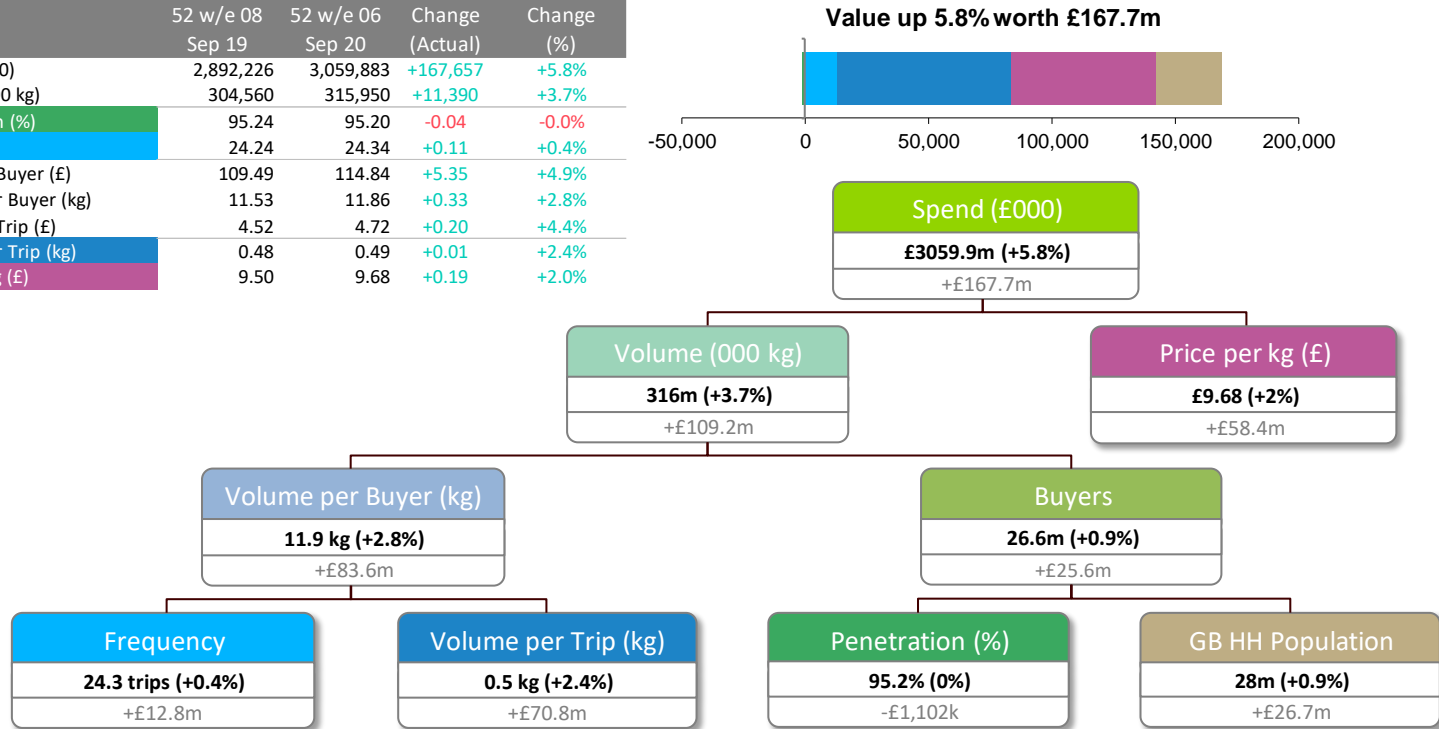 52 w/e 08 52 w/e 06 Change Change
Sep 19 Sep 20 (Actual) (%)
0) 2,892,226 3,059,883 +167,657 +5.8%
0 kg) 304,560 315,950 +11,390 +3.7%
n (%) 95.24 95.20 -0.04 -0.0%
24.24 24.34 +0.11 +0.4%
Buyer (£) 109.49 114.84 +5.35 +4.9%
r Buyer (kg) 11.53 11.86 +0.33 +2.8%
Trip (£) 4.52 4.72 +0.20 +4.4%
r Trip (kg) 0.48 0.49 +0.01 +2.4%
g (£) 9.50 9.68 +0.19 +2.0%
Value up 5.8% worth £167.7m
-50,000 0 50,000 100,000 150,000 200,000
Spend (£000)
£3059.9m (+5.8%)
+£167.7m
Volume (000 kg)
316m (+3.7%)
+£109.2m
Price per kg (£)
£9.68 (+2%)
+£58.4m
Volume per Buyer (kg)
11.9 kg (+2.8%)
+£83.6m
Buyers
26.6m (+0.9%)
+£25.6m
Frequency
24.3 trips (+0.4%)
+£12.8m
Volume per Trip (kg)
0.5 kg (+2.4%)
+£70.8m
Penetration (%)
95.2% (0%)
-£1,102k
GB HH Population
28m (+0.9%)
+£26.7m